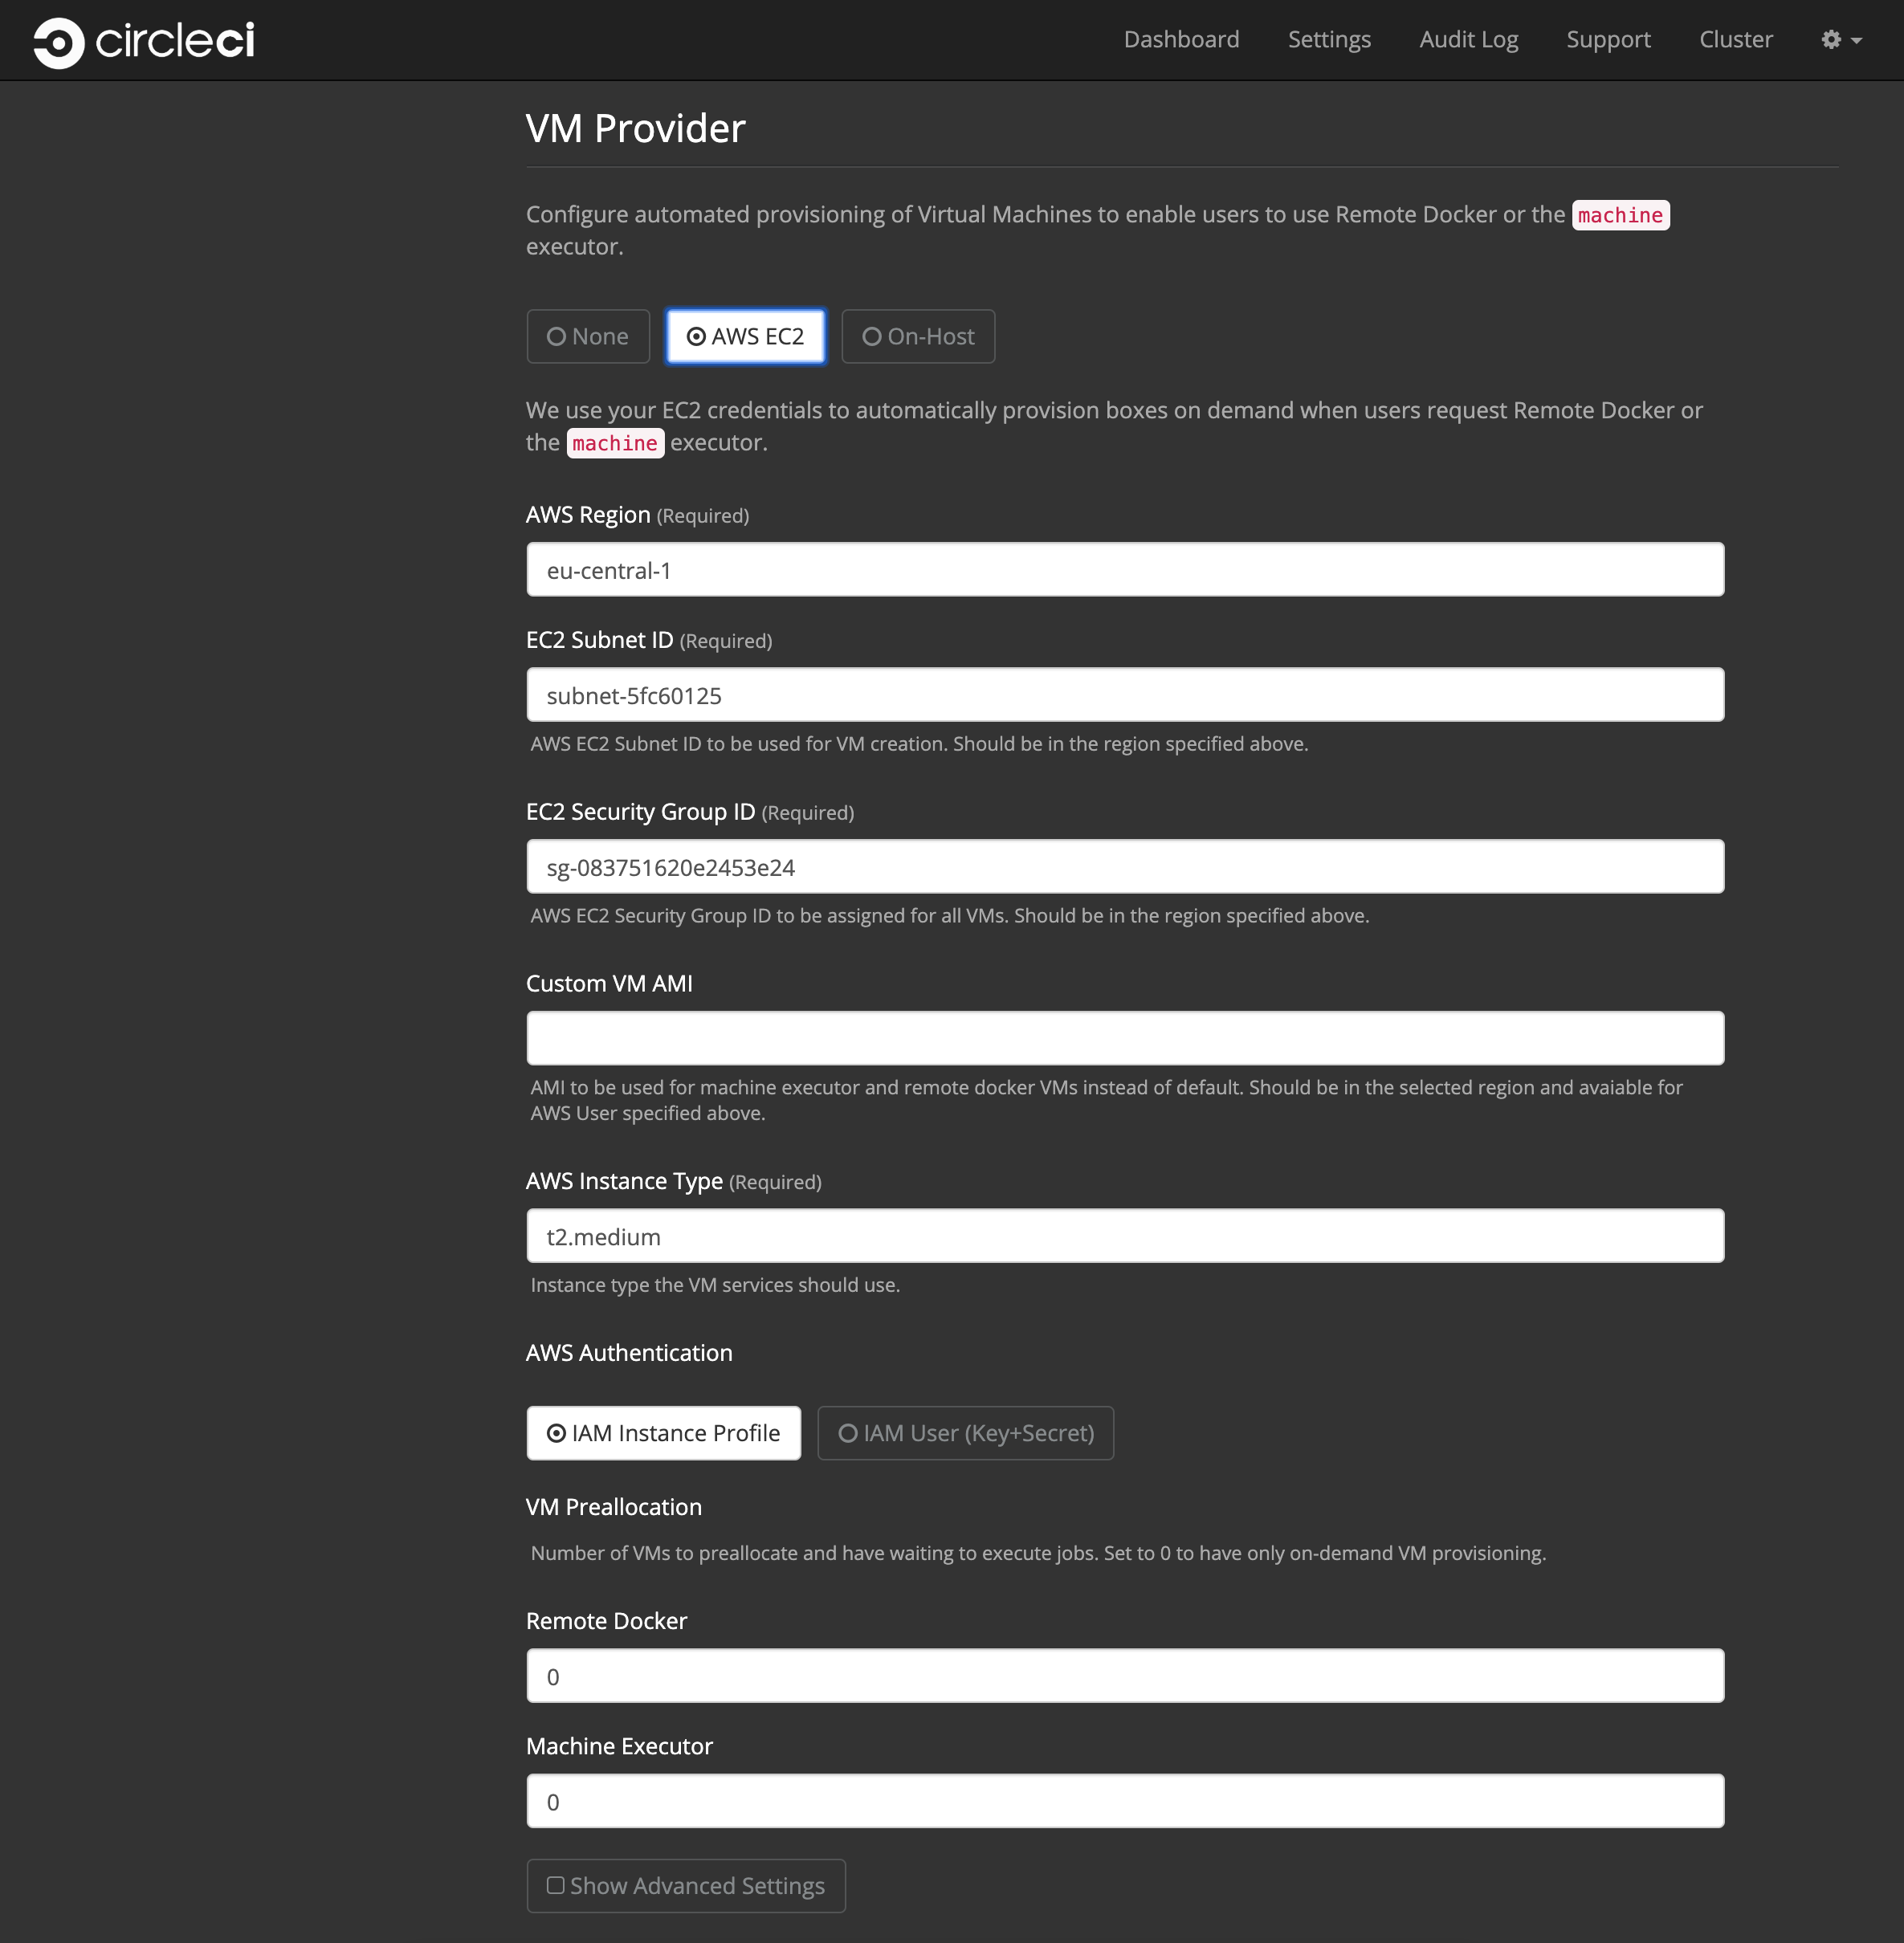 circleci
Dashboard Settings Audit Log Support Cluster
VM Provider
Configure automated provisioning of Virtual Machines to enable users to use Remote Docker or the machine
executor.
None AWS EC2 On-Host
We use your EC2 credentials to automatically provision boxes on demand when users request Remote Docker or
the machine executor.
AWS Region (Required)
eu-central-1
EC2 Subnet ID (Required)
subnet-5fc60125
AWS EC2 Subnet ID to be used for VM creation. Should be in the region specified above.
EC2 Security Group ID (Required)
sg-083751620e2453e24
AWS EC2 Security Group ID to be assigned for all VMs. Should be in the region specified above.
Custom VM AMI
AMI to be used for machine executor and remote docker VMs instead of default. Should be in the selected region and avaiable for
AWS User specified above.
AWS Instance Type (Required)
t2.medium
Instance type the VM services should use.
AWS Authentication
IAM Instance Profile IAM User (Key+Secret)
VM Preallocation
Number of VMs to preallocate and have waiting to execute jobs. Set to 0 to have only on-demand VM provisioning.
Remote Docker
0
Machine Executor
0
Show Advanced Settings